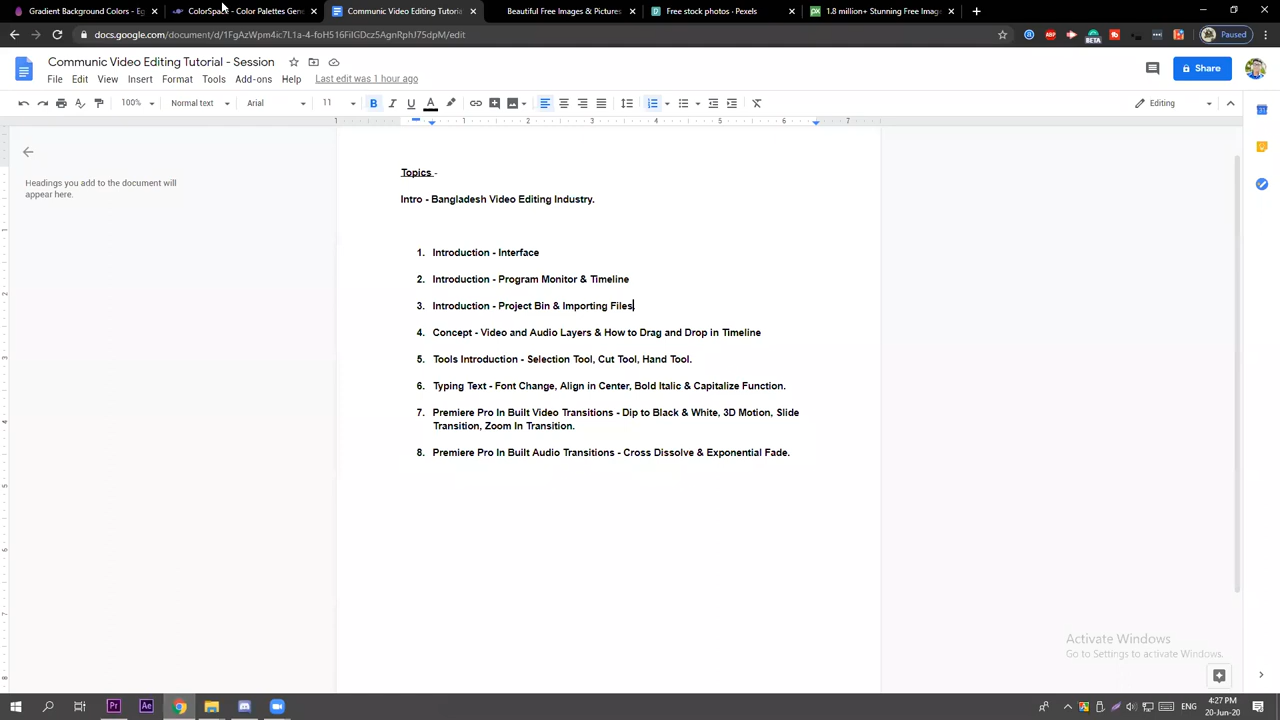 Gradient Background Colors - Eg
ColorSpace - Color Palettes Gene
Communic Video Editing Tutorial
Beautiful Free Images & Pictures
Free stock photos · Pexels
1.8 million+ Stunning Free Image
docs.google.com/document/d/
Paused
Communic Video Editing Tutorial - Session
Share
File Edit View Insert Format Tools Add-ons Help Last edit was 1 hour ago
100% Normal text Arial 11 Editing
Headings you add to the document will
appear here.
Topics -
Intro - Bangladesh Video Editing Industry.
1. Introduction - Interface
2. Introduction - Program Monitor & Timeline
3. Introduction - Project Bin & Importing Files
4. Concept - Video and Audio Layers & How to Drag and Drop in Timeline
5. Tools Introduction - Selection Tool, Cut Tool, Hand Tool.
6. Typing Text - Font Change, Align in Center, Bold Italic & Capitalize Function.
7. Premiere Pro In Built Video Transitions - Dip to Black & White, 3D Motion, Slide
Transition, Zoom In Transition.
8. Premiere Pro In Built Audio Transitions - Cross Dissolve & Exponential Fade.
Activate Windows
Go to Settings to activate Windows.
4:27 PM
20-Jun-20